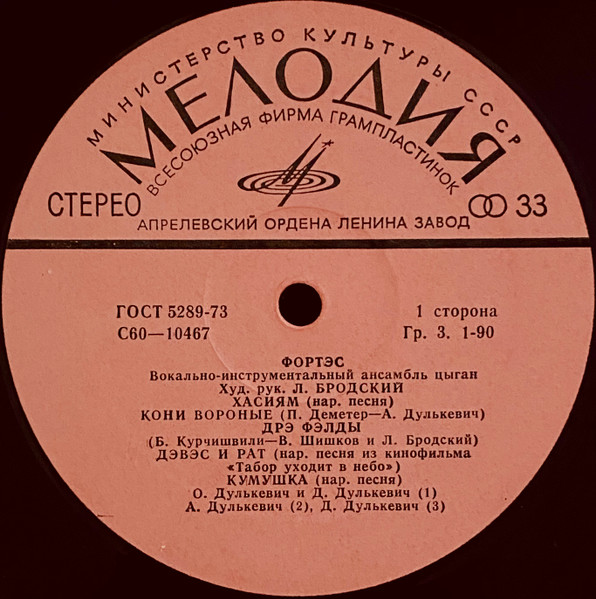 МИНИСТЕРСТВО КУЛЬТУРЫ СССР
МЕЛОДИЯ
ВСЕСОЮЗНАЯ ФИРМА ГРАМПЛАСТИНОК
СТЕРЕО
33
АПРЕЛЕВСКИЙ ОРДЕНА ЛЕНИНА ЗАВОД
ГОСТ 5289-73
1 сторона
С60—10467
Гр. 3. 1-90
ФОРТЭС
Вокально-инструментальный ансамбль цыган
Худ. рук. Л. БРОДСКИЙ
ХАСИЯМ (нар. песня)
КОНИ ВОРОНЫЕ (П. Деметер—А. Дулькевич)
ДРЭ ФЭЛДЫ
(Б. Курчишвили—В. Шишков и Л. Бродский)
ДЭВЭС И РАТ (нар. песня из кинофильма
«Табор уходит в небо»)
КУМУШКА (нар. песня)
О. Дулькевич и Д. Дулькевич (1)
А. Дулькевич (2), Д. Дулькевич (3)